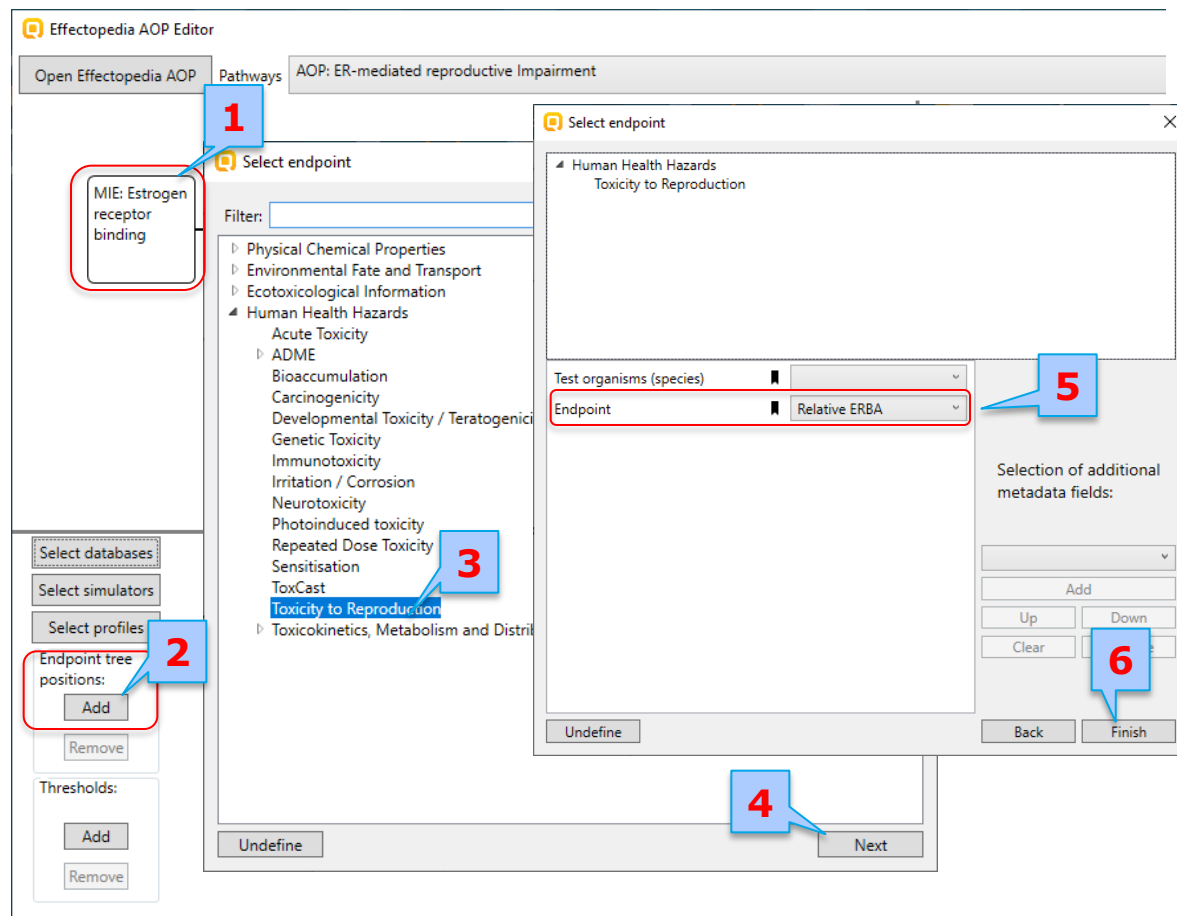 Effectopedia AOP Editor
Open Effectopedia AOP
Pathways
AOP: ER-mediated reproductive Impairment
1
MIE: Estrogen
receptor
binding
Select endpoint
Filter:
Physical Chemical Properties
Environmental Fate and Transport
Ecotoxicological Information
Human Health Hazards
Acute Toxicity
ADME
Bioaccumulation
Carcinogenicity
Developmental Toxicity / Teratogenici
Genetic Toxicity
Immunotoxicity
Irritation / Corrosion
Neurotoxicity
Photoinduced toxicity
Repeated Dose Toxicity
Sensitisation
ToxCast
Toxicity to Reproduction
Toxicokinetics, Metabolism and Distrib
3
Undefine
4
Next
Select endpoint
Human Health Hazards
Toxicity to Reproduction
Test organisms (species)
Endpoint
Relative ERBA
5
Selection of additional
metadata fields:
Add
Up
Down
Clear
6
Undefine
Back
Finish
Select databases
Select simulators
Select profiles
2
Endpoint tree
positions:
Add
Remove
Thresholds:
Add
Remove